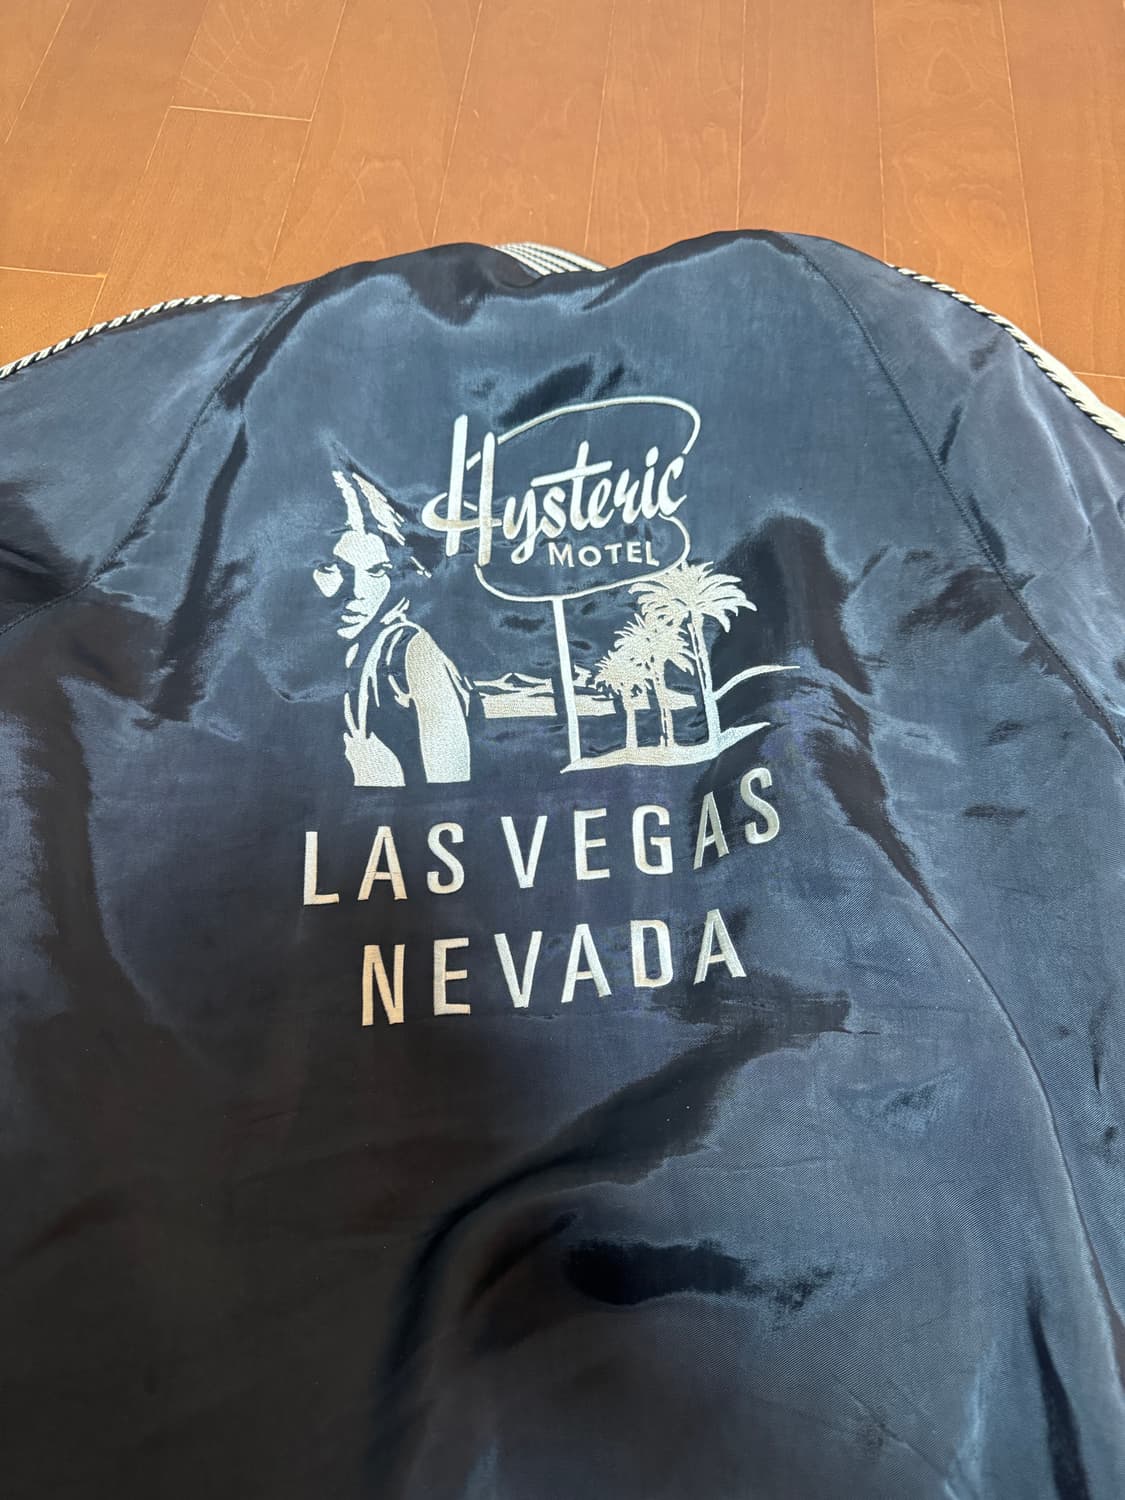 Hysteric
MOTEL
LAS VEGAS
NEVADA